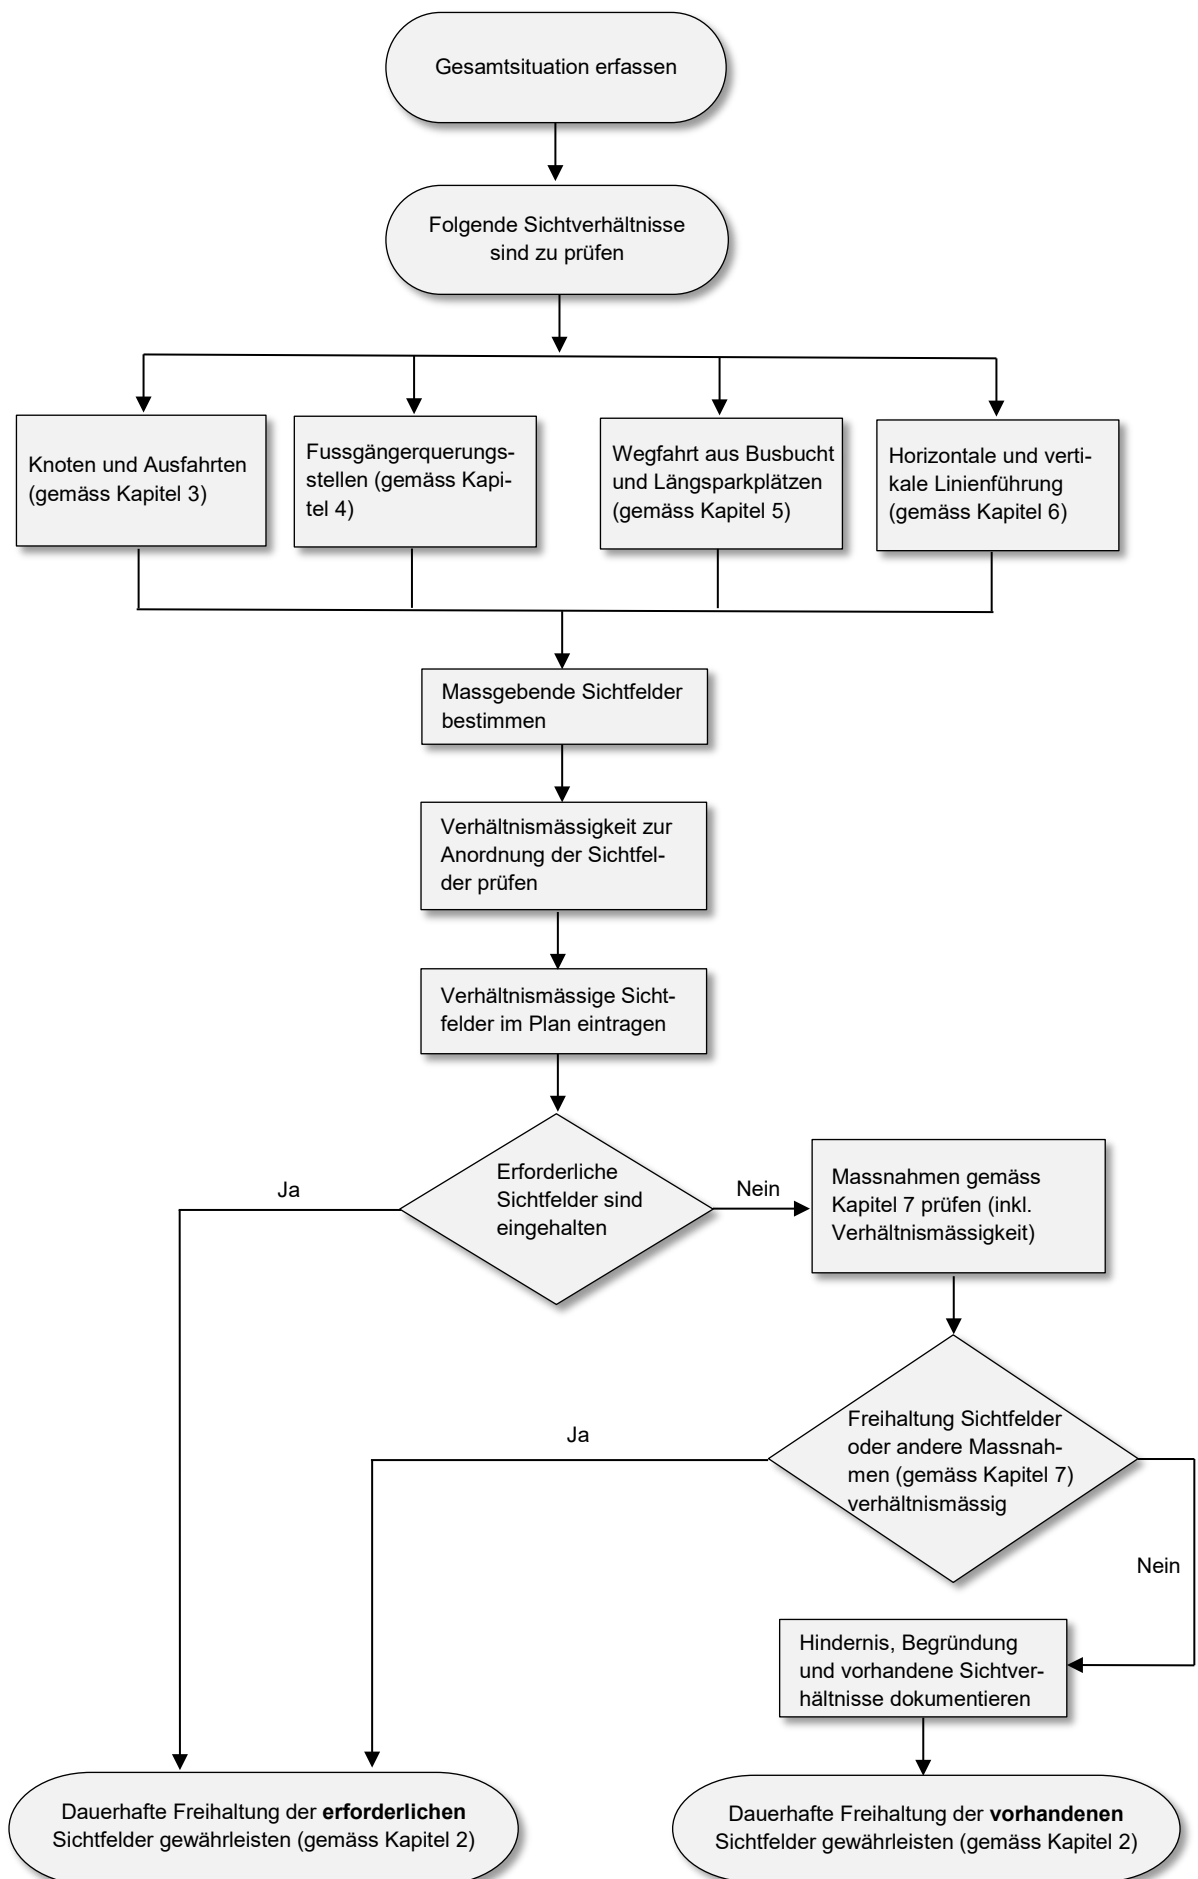 Gesamtsituation erfassen
Folgende Sichtverhältnisse
sind zu prüfen
Knoten und Ausfahrten
(gemäss Kapitel 3)
Fussgängerquerungs-
stellen (gemäss Kapi-
tel 4)
Wegfahrt aus Busbucht
und Längsparkplätzen
(gemäss Kapitel 5)
Horizontale und verti-
kale Linienführung
(gemäss Kapitel 6)
Massgebende Sichtfelder
bestimmen
Verhältnismässigkeit zur
Anordnung der Sichtfel-
der prüfen
Verhältnismässige Sicht-
felder im Plan eintragen
Erforderliche
Sichtfelder sind
eingehalten
Ja
Nein
Massnahmen gemäss
Kapitel 7 prüfen (inkl.
Verhältnismässigkeit)
Freihaltung Sichtfelder
oder andere Massnah-
men (gemäss Kapitel 7)
verhältnismässig
Ja
Nein
Hindernis, Begründung
und vorhandene Sichtver-
hältnisse dokumentieren
Dauerhafte Freihaltung der erforderlichen
Sichtfelder gewährleisten (gemäss Kapitel 2)
Dauerhafte Freihaltung der vorhandenen
Sichtfelder gewährleisten (gemäss Kapitel 2)